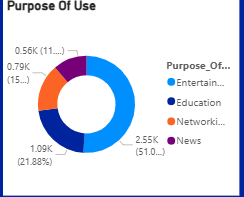 Purpose Of Use
0.56K (11....)
0.79K
(15...)
1.09K
(21.88%)
2.55K
(51.0...)
Purpose_Of...
Entertain...
Education
Networki...
News